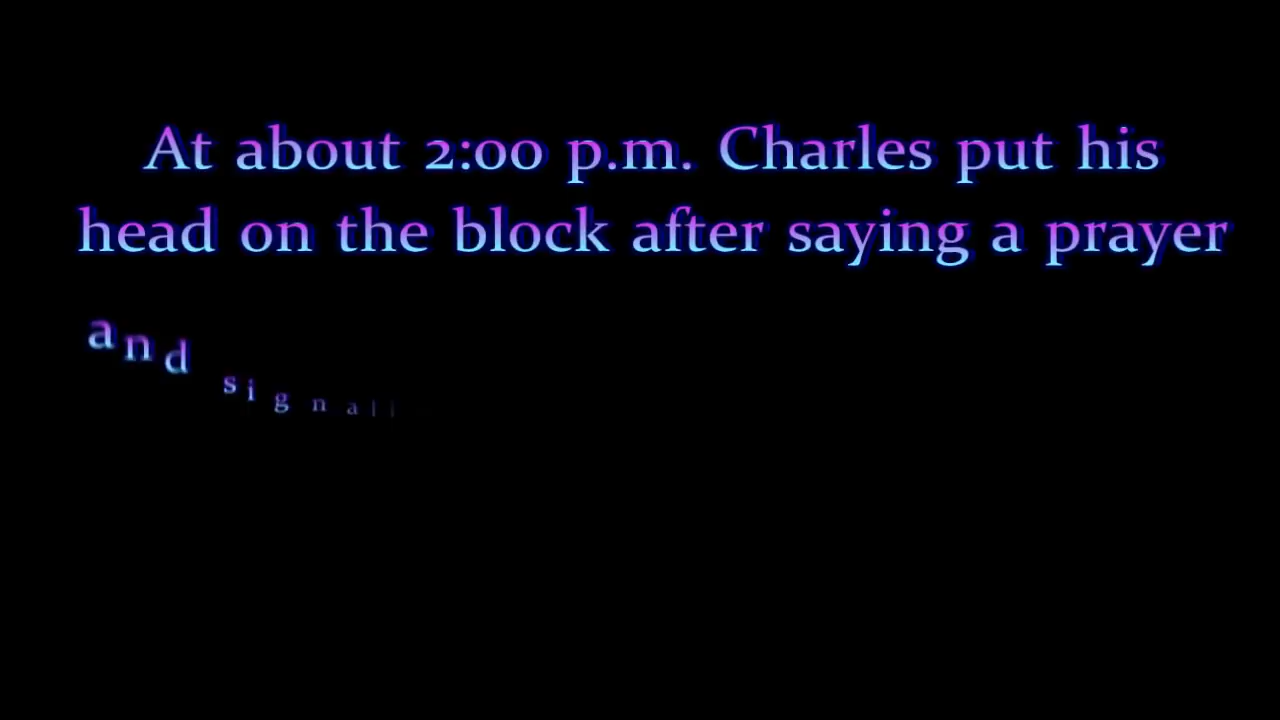 At about 2:00 p.m. Charles put his
head on the block after saying a prayer
and